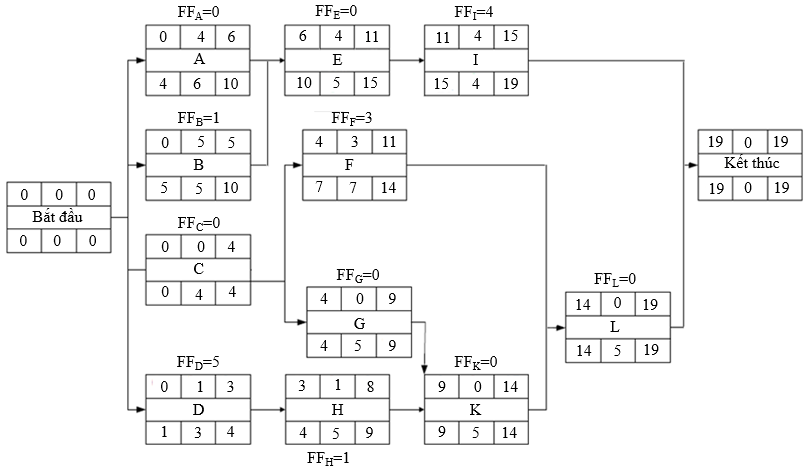 FFA=0
0 4 6
A
4 6 10
FFE=0
6 4 11
E
10 5 15
FFI=4
11 4 15
I
15 4 19
FFB=1
0 5 5
B
5 5 10
FFF=3
4 3 11
F
7 7 14
19 0 19
Kết thúc
19 0 19
0 0 0
Bắt đầu
0 0 0
FFC=0
0 0 4
C
0 4 4
FFG=0
4 0 9
G
4 5 9
FFL=0
14 0 19
L
14 5 19
FFD=5
0 1 3
D
1 3 4
3 1 8
H
4 5 9
FFH=1
FFK=0
9 0 14
K
9 5 14